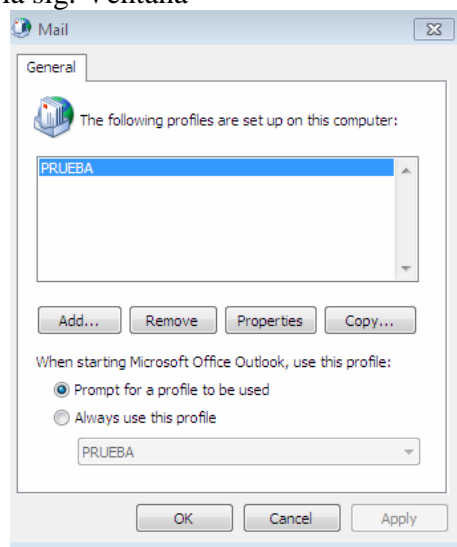 la sig. Ventana
Mail
General
The following profiles are set up on this computer:
PRUEBA
Add... Remove Properties Copy...
When starting Microsoft Office Outlook, use this profile:
Prompt for a profile to be used
Always use this profile
PRUEBA
OK Cancel Apply